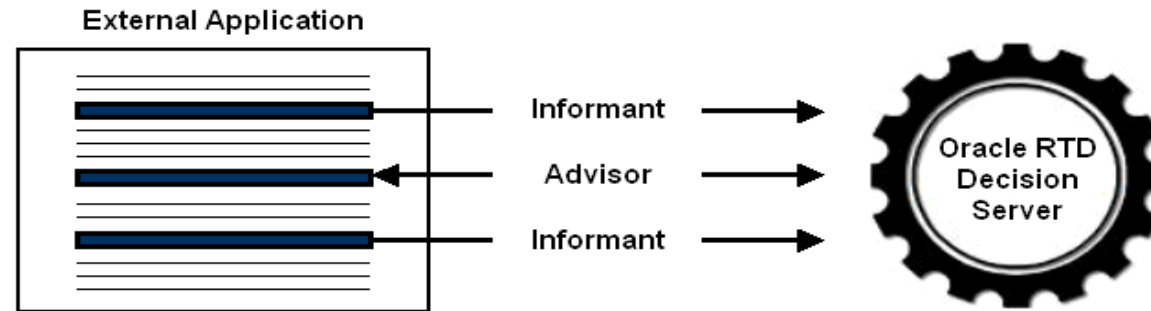 External Application
Informant
Advisor
Informant
Oracle RTD
Decision
Server